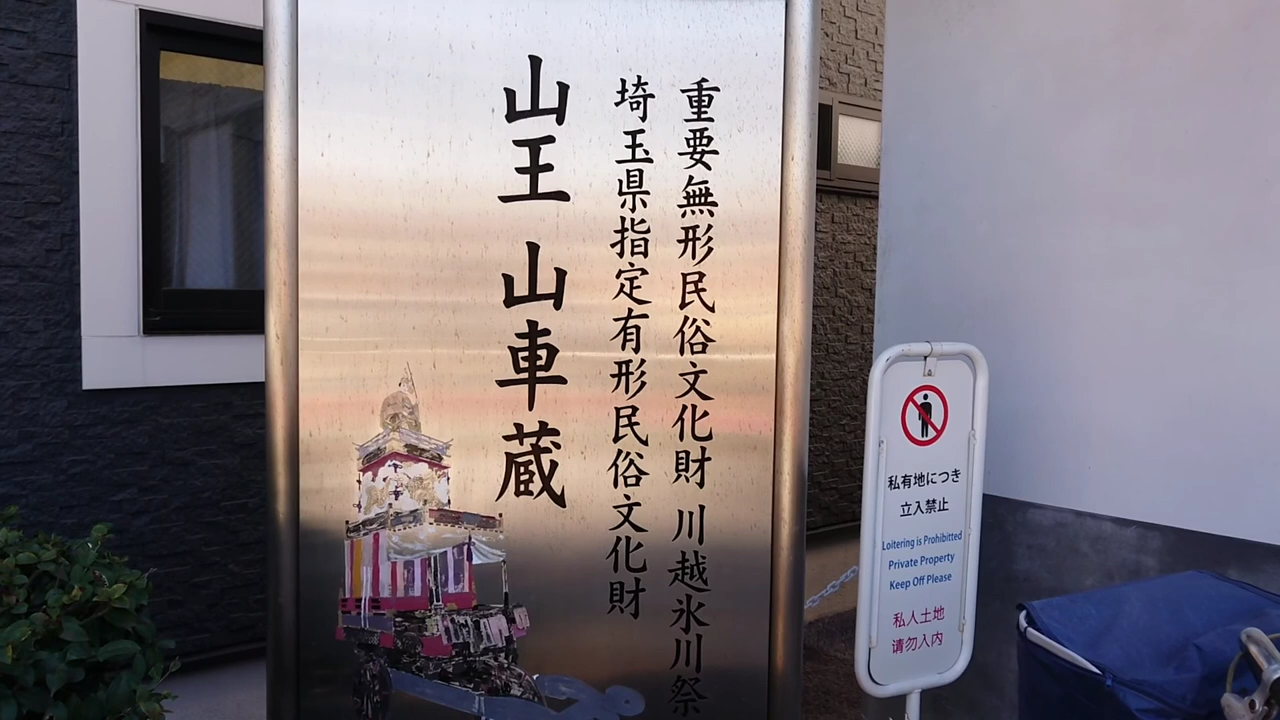 重要無形民俗文化財 川越氷川祭
埼玉県指定有形民俗文化財
山王 山車蔵
私有地につき
立入禁止
Loitering is Prohibitted
Private Property
Keep Off Please
私人土地
请勿入内